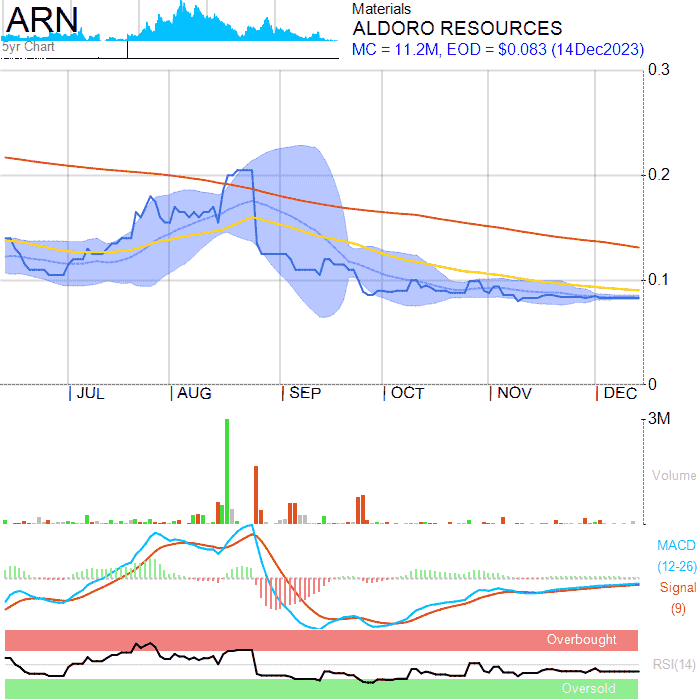 ARN
5yr Chart
Materials
ALDORO RESOURCES
MC = 11.2M, EOD = $0.083 (14Dec2023)
0.3
0.2
0.1
0
JUL AUG SEP OCT NOV DEC
3M
Volume
MACD
(12-26)
Signal
(9)
Overbought
RSI(14)
Oversold